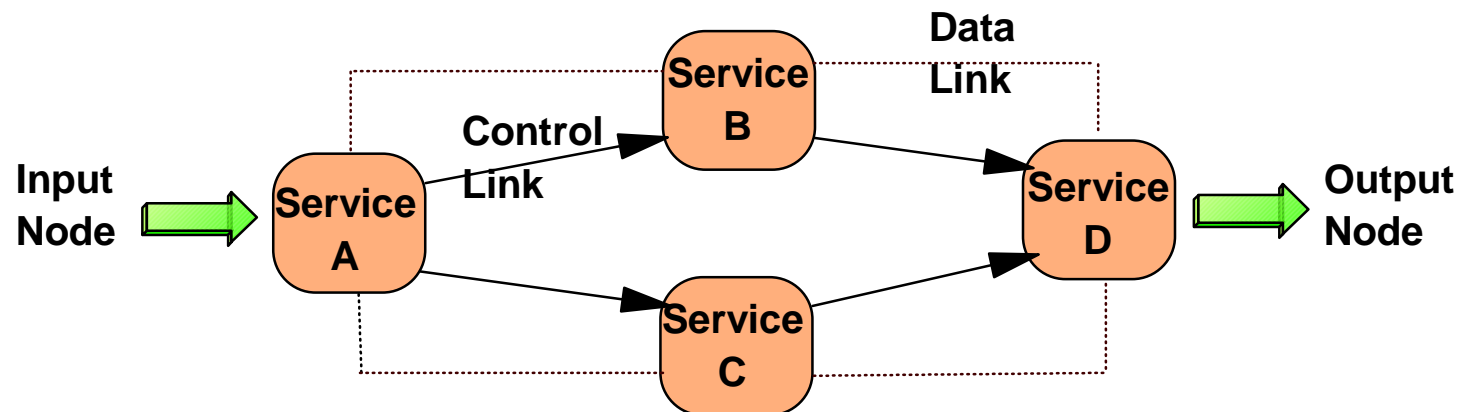 Data
Link
Service
B
Control
Link
Input
Node
Service
A
Service
D
Output
Node
Service
C